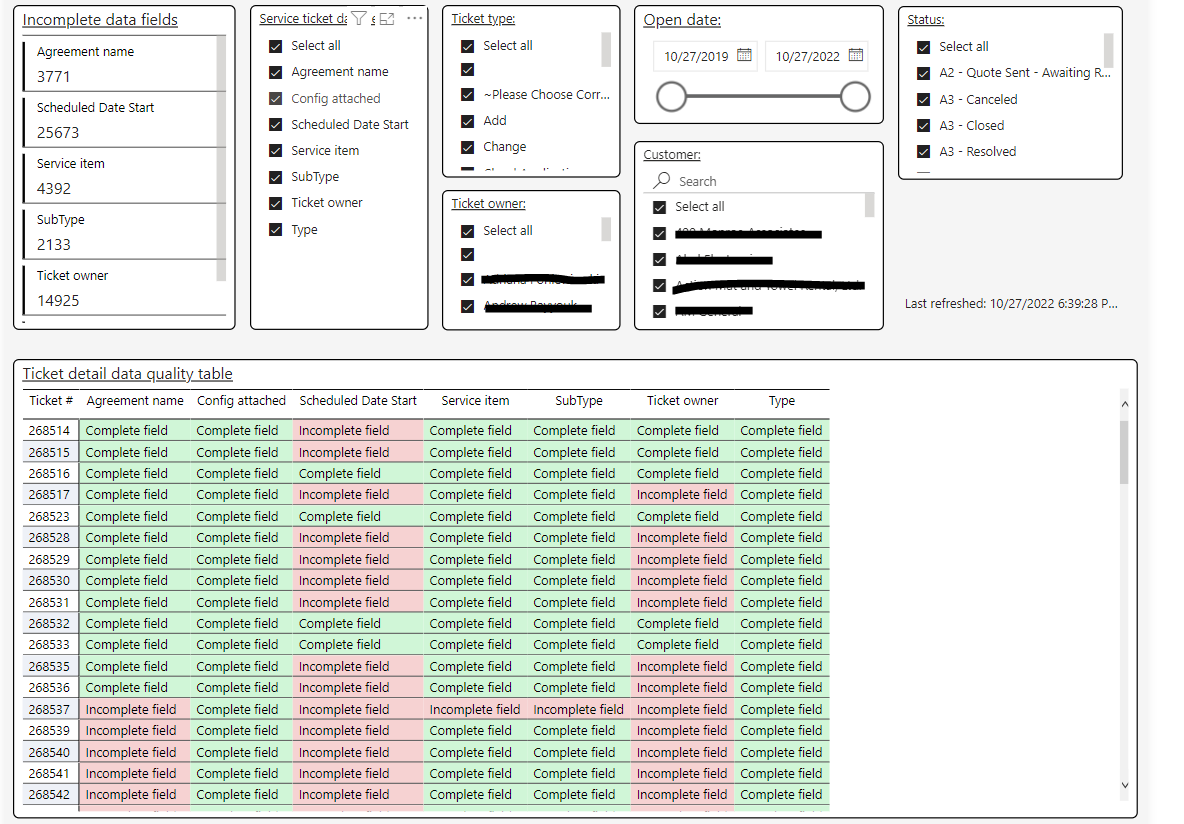 Incomplete data fields
Agreement name
3771
Scheduled Date Start
25673
Service item
4392
SubType
2133
Ticket owner
14925
Service ticket da
Select all
Agreement name
Config attached
Scheduled Date Start
Service item
SubType
Ticket owner
Type
Ticket type:
Select all
~Please Choose Corr...
Add
Change
Ticket owner:
Select all
Open date:
10/27/2019
10/27/2022
Customer:
Search
Select all
Status:
Select all
A2 - Quote Sent - Awaiting R...
A3 - Canceled
A3 - Closed
A3 - Resolved
Last refreshed: 10/27/2022 6:39:28 P...
Ticket detail data quality table
Ticket # Agreement name Config attached Scheduled Date Start Service item SubType Ticket owner Type
268514 Complete field Complete field Incomplete field Complete field Complete field Complete field Complete field
268515 Complete field Complete field Incomplete field Complete field Complete field Complete field Complete field
268516 Complete field Complete field Complete field Complete field Complete field Complete field Complete field
268517 Complete field Complete field Incomplete field Complete field Complete field Incomplete field Complete field
268523 Complete field Complete field Complete field Complete field Complete field Complete field Complete field
268528 Complete field Complete field Incomplete field Complete field Complete field Incomplete field Complete field
268529 Complete field Complete field Incomplete field Complete field Complete field Incomplete field Complete field
268530 Complete field Complete field Incomplete field Complete field Complete field Incomplete field Complete field
268531 Complete field Complete field Incomplete field Complete field Complete field Incomplete field Complete field
268532 Complete field Complete field Complete field Complete field Complete field Complete field Complete field
268533 Complete field Complete field Complete field Complete field Complete field Complete field Complete field
268535 Complete field Complete field Incomplete field Complete field Complete field Incomplete field Complete field
268536 Complete field Complete field Incomplete field Complete field Complete field Incomplete field Complete field
268537 Incomplete field Complete field Incomplete field Incomplete field Incomplete field Incomplete field Complete field
268539 Incomplete field Complete field Incomplete field Complete field Complete field Incomplete field Complete field
268540 Incomplete field Complete field Incomplete field Complete field Complete field Incomplete field Complete field
268541 Incomplete field Complete field Incomplete field Complete field Complete field Incomplete field Complete field
268542 Incomplete field Complete field Incomplete field Complete field Complete field Incomplete field Complete field